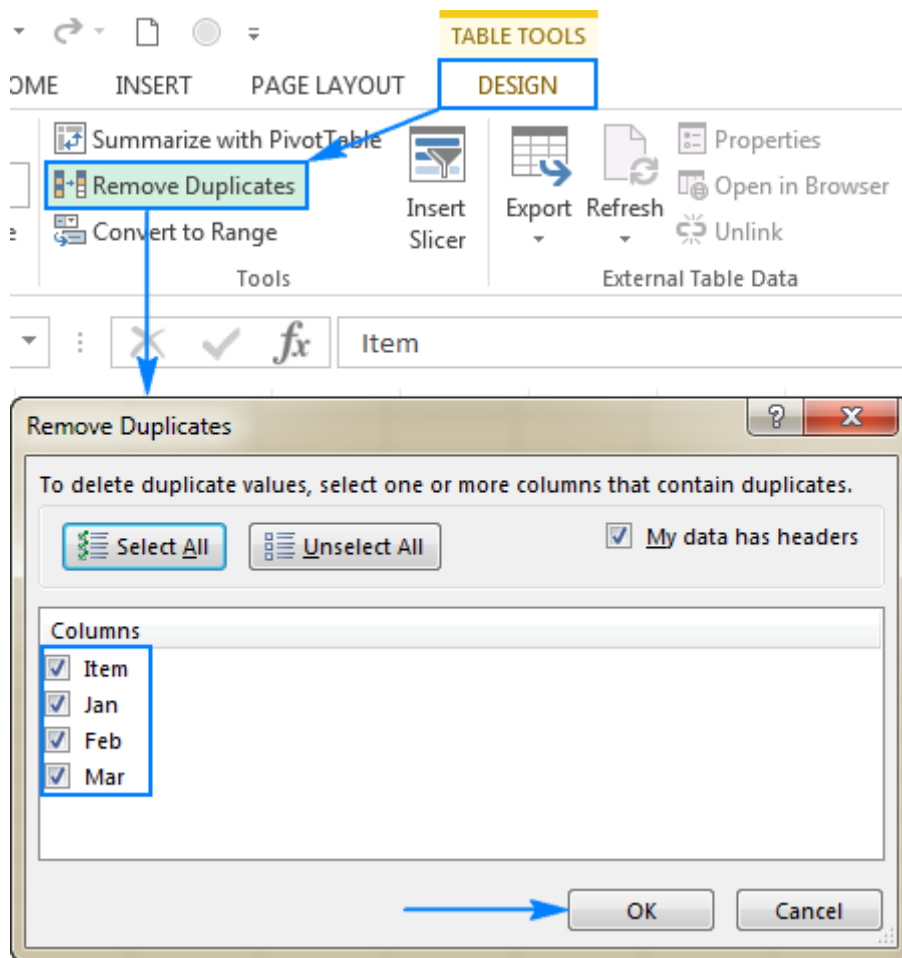 TABLE TOOLS
OME INSERT PAGE LAYOUT DESIGN
Summarize with PivotTable
Remove Duplicates
Convert to Range
Insert
Slicer
Tools
Export Refresh
Properties
Open in Browser
Unlink
External Table Data
e
fx Item
Remove Duplicates
To delete duplicate values, select one or more columns that contain duplicates.
Select All Unselect All My data has headers
Columns
Item
Jan
Feb
Mar
OK Cancel